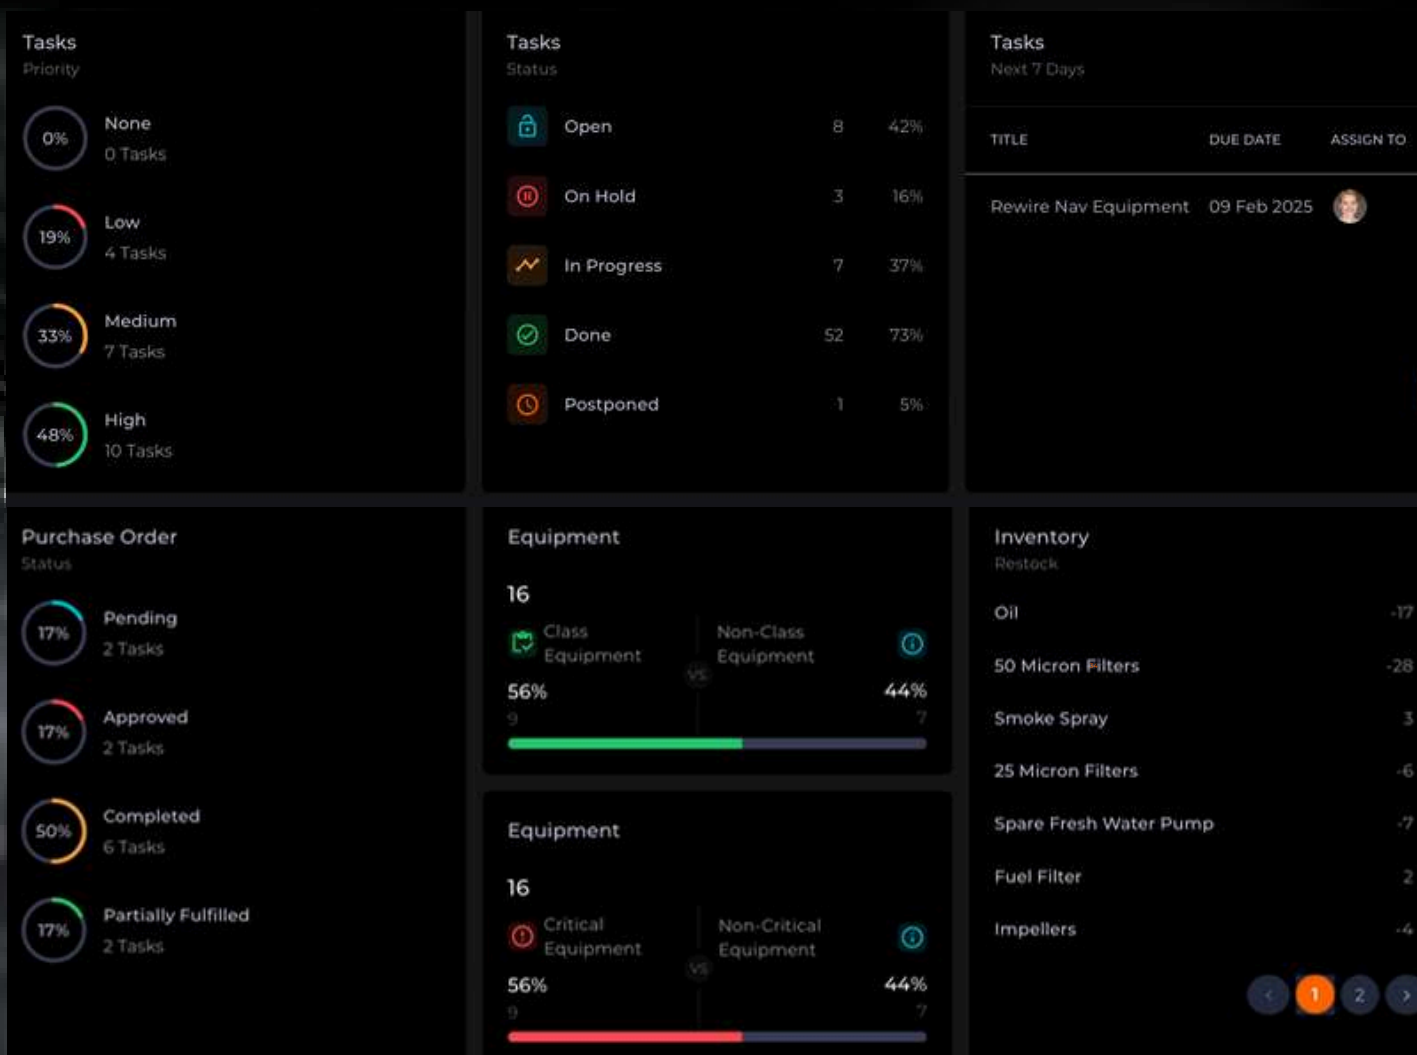 Tasks
Priority
0%
None
0 Tasks
19%
Low
4 Tasks
33%
Medium
7 Tasks
48%
High
10 Tasks
Tasks
Status
Open 8 42%
On Hold 3 16%
In Progress 7 37%
Done 52 73%
Postponed 1 5%
Tasks
Next 7 Days
TITLE DUE DATE ASSIGN TO
Rewire Nav Equipment 09 Feb 2025
Purchase Order
Status
17%
Pending
2 Tasks
17%
Approved
2 Tasks
50%
Completed
6 Tasks
17%
Partially Fulfilled
2 Tasks
Equipment
16
Class
Equipment
VS
Non-Class
Equipment
56% 44%
9 7
Equipment
16
Critical
Equipment
VS
Non-Critical
Equipment
56% 44%
9 7
Inventory
Restock
Oil -17
50 Micron Filters -28
Smoke Spray 3
25 Micron Filters -6
Spare Fresh Water Pump -7
Fuel Filter 2
Impellers -4
< 1 2 >